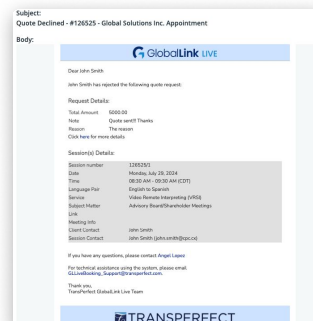 Subject:
Quote Declined - #126525 - Global Solutions Inc. Appointment
Body:
GlobalLink LIVE
Dear John Smith
John Smith has rejected the following quote request.
Request Details:
Total Amount 5000.00
Note Quote sent!!! Thanks
Reason The reason
Click here for more details
Session(s) Details:
Session number 126525/1
Date Monday, July 29, 2024
Time 08:30 AM - 09:30 AM (CDT)
Language Pair English to Spanish
Service Video Remote Interpreting (VRSI)
Subject Matter Advisory Board/Shareholder Meetings
Link
Meeting Info
Client Contact John Smith
Session Contact John Smith (john.smith@cpc.cx)
If you have any questions, please contact Angel Lopez
For technical assistance using the system, please email
GLLiveBooking_Support@transperfect.com.
Thank you,
TransPerfect GlobalLink Live Team
TRANSPERFECT